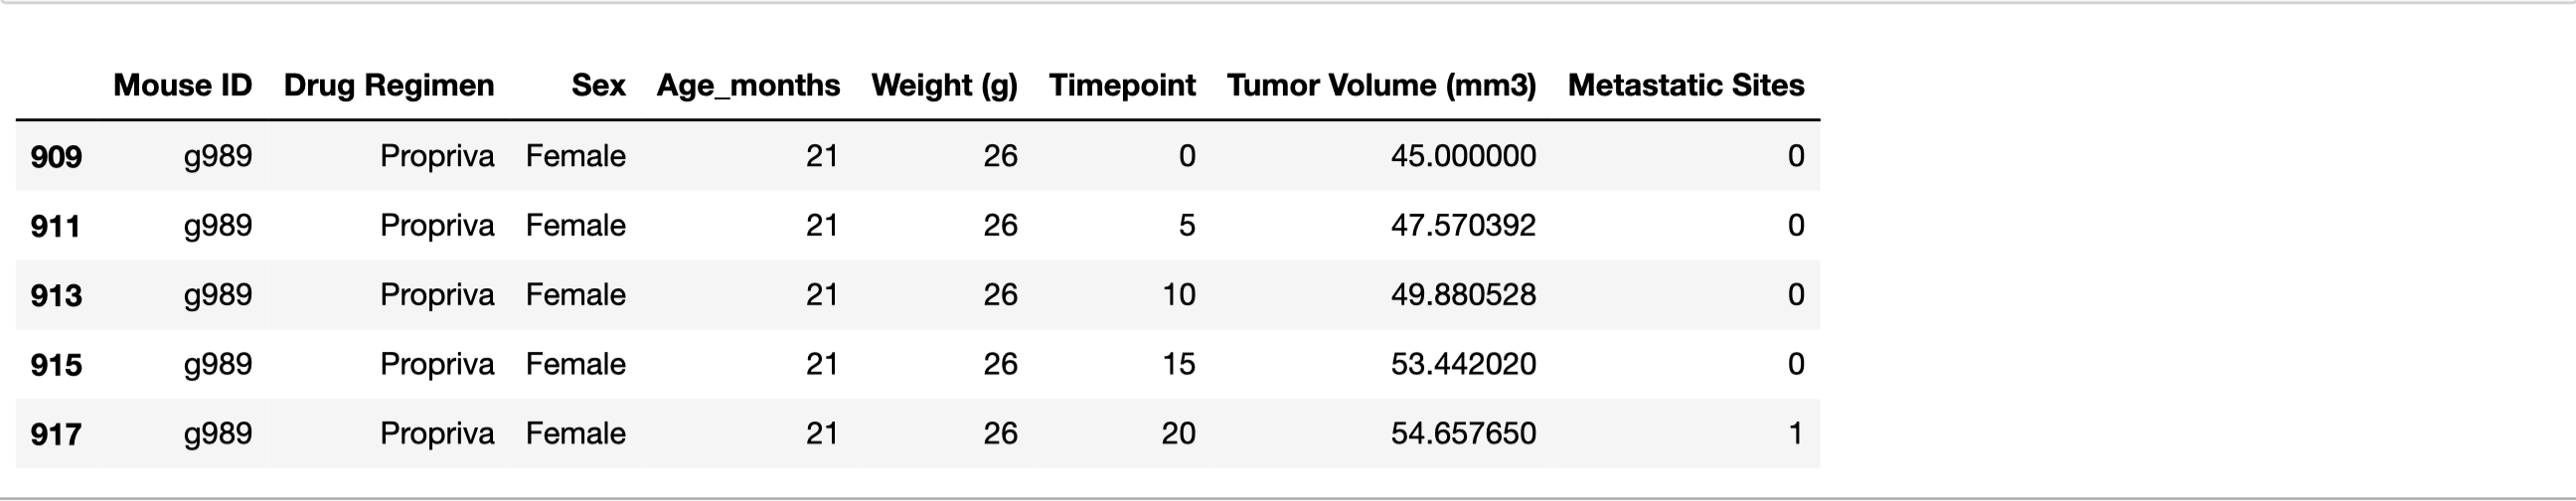 Mouse ID Drug Regimen Sex Age_months Weight (g) Timepoint Tumor Volume (mm3) Metastatic Sites
909 g989 Propriva Female 21 26 0 45.000000 0
911 g989 Propriva Female 21 26 5 47.570392 0
913 g989 Propriva Female 21 26 10 49.880528 0
915 g989 Propriva Female 21 26 15 53.442020 0
917 g989 Propriva Female 21 26 20 54.657650 1